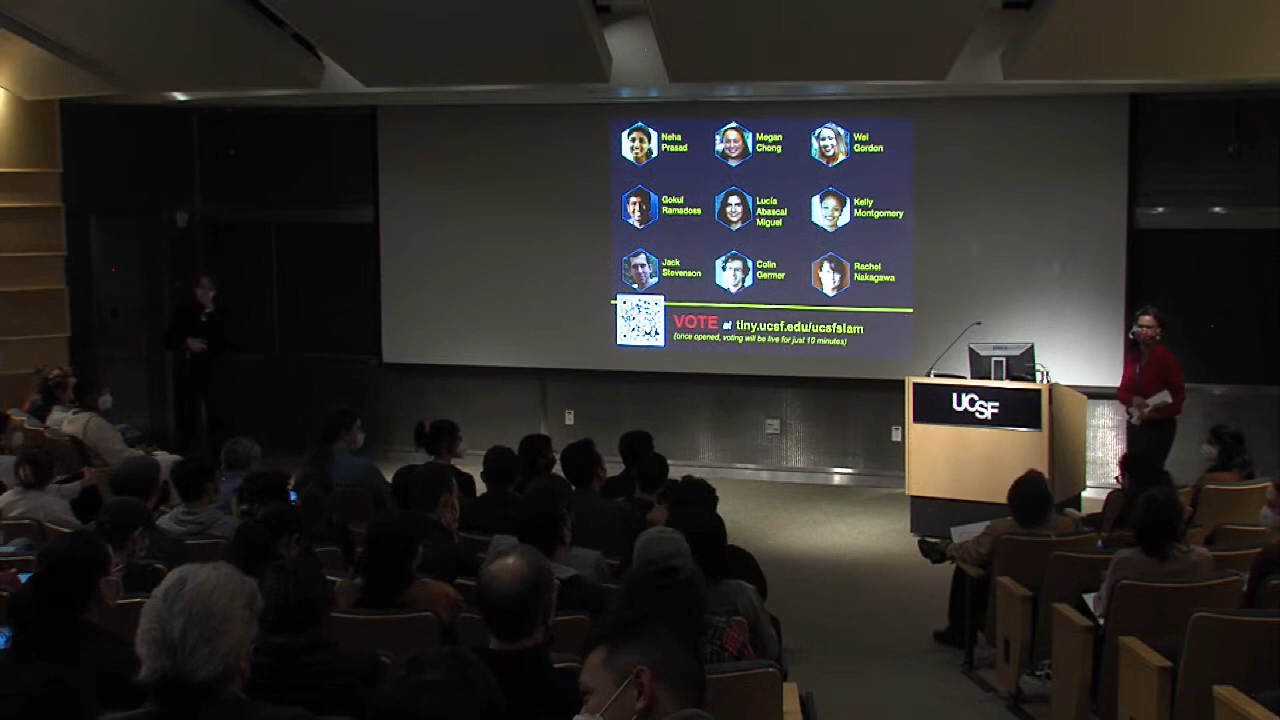 Neha
Prasad
Megan
Chong
Wei
Gordon
Gokul
Ramadoss
Lucía
Abascal
Miguel
Kelly
Montgomery
Jack
Stevenson
Colin
Germer
Rachel
Nakagawa
VOTE at tiny.ucsf.edu/ucsfslam
(once opened, voting will be live for just 10 minutes)
UCSF